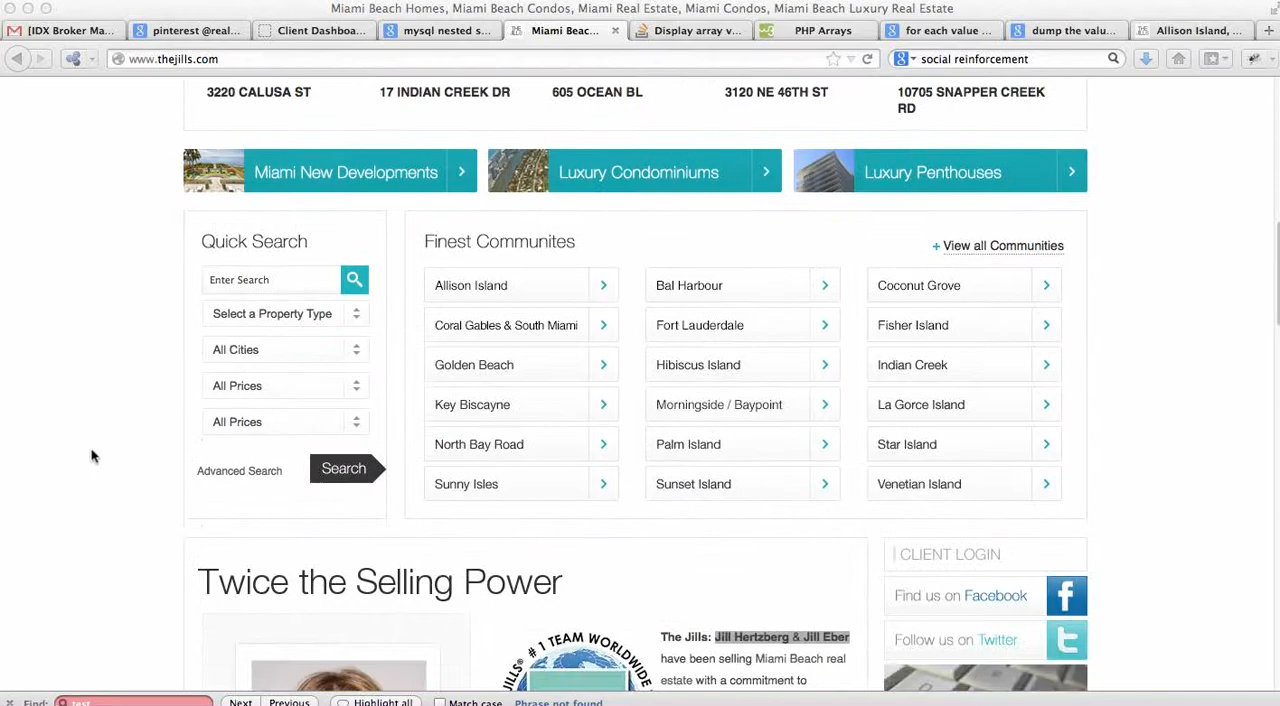 Miami Beach Homes, Miami Beach Condos, Miami Real Estate, Miami Condos, Miami Beach Luxury Real Estate
[IDX Broker Ma... pinterest @real... Client Dashboa... mysql nested s... Miami Beac... Display array v... PHP Arrays for each value ... dump the valu... Allison Island, ...
www.thejills.com social reinforcement
3220 CALUSA ST 17 INDIAN CREEK DR 605 OCEAN BL 3120 NE 46TH ST 10705 SNAPPER CREEK
RD
Miami New Developments Luxury Condominiums Luxury Penthouses
Quick Search
Enter Search
Select a Property Type
All Cities
All Prices
All Prices
Advanced Search Search
Finest Communites + View all Communities
Allison Island Bal Harbour Coconut Grove
Coral Gables & South Miami Fort Lauderdale Fisher Island
Golden Beach Hibiscus Island Indian Creek
Key Biscayne Morningside / Baypoint La Gorce Island
North Bay Road Palm Island Star Island
Sunny Isles Sunset Island Venetian Island
Twice the Selling Power
THE JILLS® #1 TEAM WORLDWIDE
The Jills: Jill Hertzberg & Jill Eber
have been selling Miami Beach real
estate with a commitment to
CLIENT LOGIN
Find us on Facebook
Follow us on Twitter
Find: test Next Previous Highlight all Match case Phrase not found